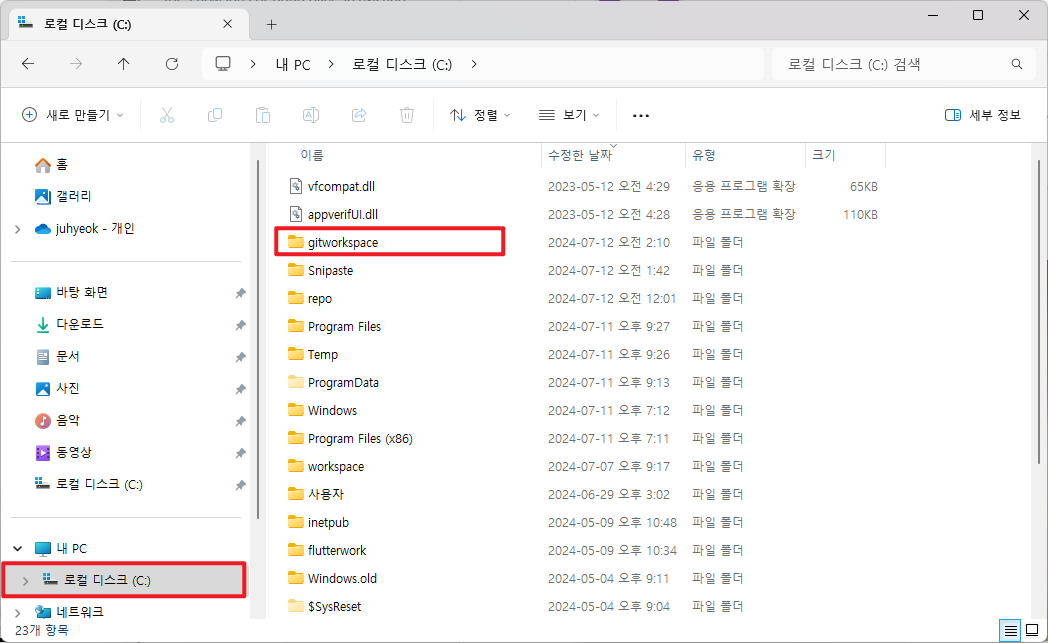 로컬 디스크 (C:)
내 PC
로컬 디스크 (C:)
로컬 디스크 (C:) 검색
새로 만들기
정렬
보기
세부 정보
홈
갤러리
juhyeok - 개인
바탕 화면
다운로드
문서
사진
음악
동영상
로컬 디스크 (C:)
내 PC
로컬 디스크 (C:)
네트워크
이름 수정한 날짜 유형 크기
vfcompat.dll 2023-05-12 오전 4:29 응용 프로그램 확장 65KB
appverifUI.dll 2023-05-12 오전 4:28 응용 프로그램 확장 110KB
gitworkspace 2024-07-12 오전 2:10 파일 폴더
Snipaste 2024-07-12 오전 1:42 파일 폴더
repo 2024-07-12 오전 12:01 파일 폴더
Program Files 2024-07-11 오후 9:27 파일 폴더
Temp 2024-07-11 오후 9:26 파일 폴더
ProgramData 2024-07-11 오후 9:13 파일 폴더
Windows 2024-07-11 오후 7:12 파일 폴더
Program Files (x86) 2024-07-11 오후 7:11 파일 폴더
workspace 2024-07-07 오후 9:17 파일 폴더
사용자 2024-06-29 오후 3:02 파일 폴더
inetpub 2024-05-09 오후 10:48 파일 폴더
flutterwork 2024-05-09 오후 10:34 파일 폴더
Windows.old 2024-05-04 오후 9:11 파일 폴더
$SysReset 2024-05-04 오후 9:04 파일 폴더
23개 항목